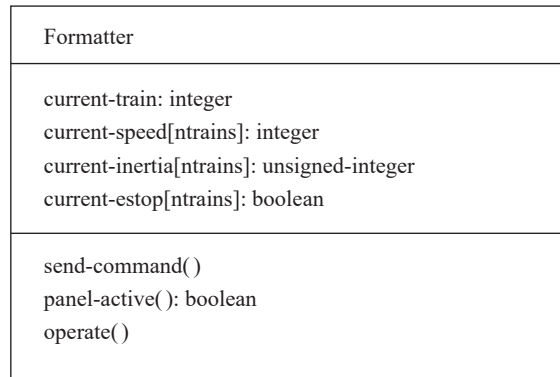 Formatter
current-train: integer
current-speed[ntrains]: integer
current-inertia[ntrains]: unsigned-integer
current-estop[ntrains]: boolean
send-command( )
panel-active( ): boolean
operate( )